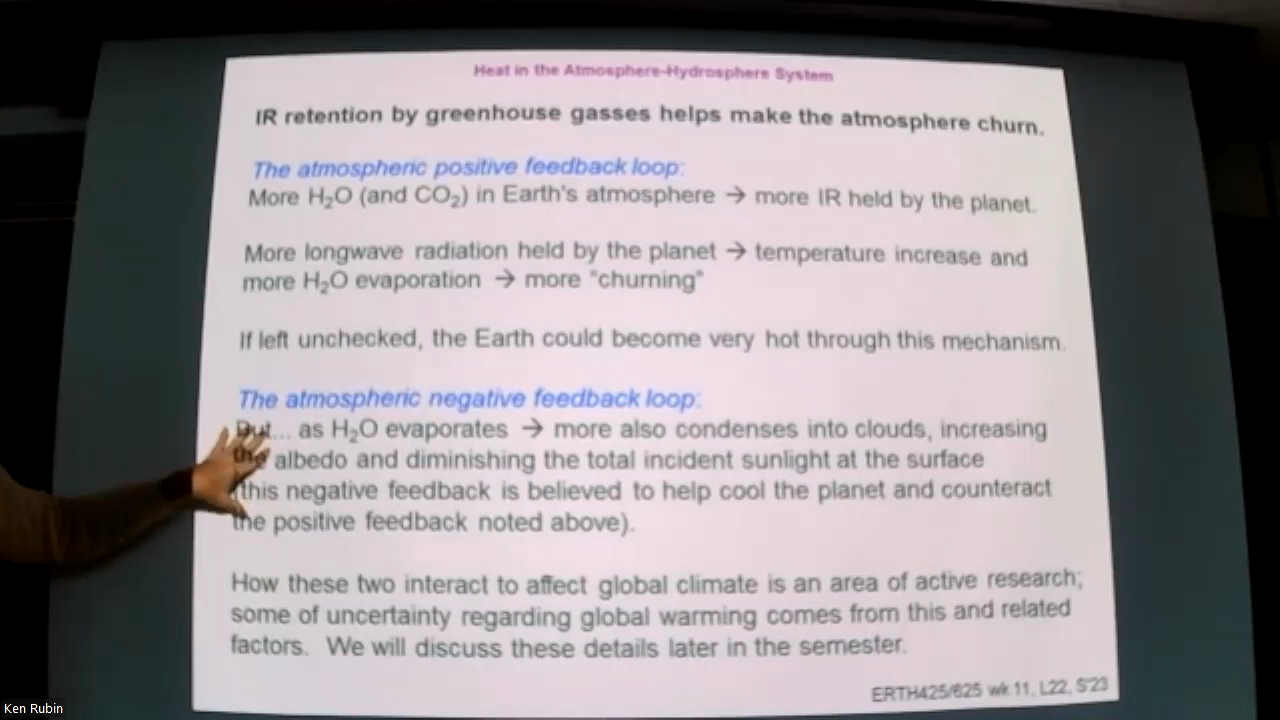 Heat in the Atmosphere-Hydrosphere System
IR retention by greenhouse gasses helps make the atmosphere churn.
The atmospheric positive feedback loop:
More H₂O (and CO₂) in Earth's atmosphere → more IR held by the planet.
More longwave radiation held by the planet → temperature increase and
more H₂O evaporation → more "churning"
If left unchecked, the Earth could become very hot through this mechanism.
The atmospheric negative feedback loop:
But... as H₂O evaporates → more also condenses into clouds, increasing
the albedo and diminishing the total incident sunlight at the surface
(this negative feedback is believed to help cool the planet and counteract
the positive feedback noted above).
How these two interact to affect global climate is an area of active research;
some of uncertainty regarding global warming comes from this and related
factors. We will discuss these details later in the semester.
ERTH425/625 wk 11, L22, S'23
Ken Rubin